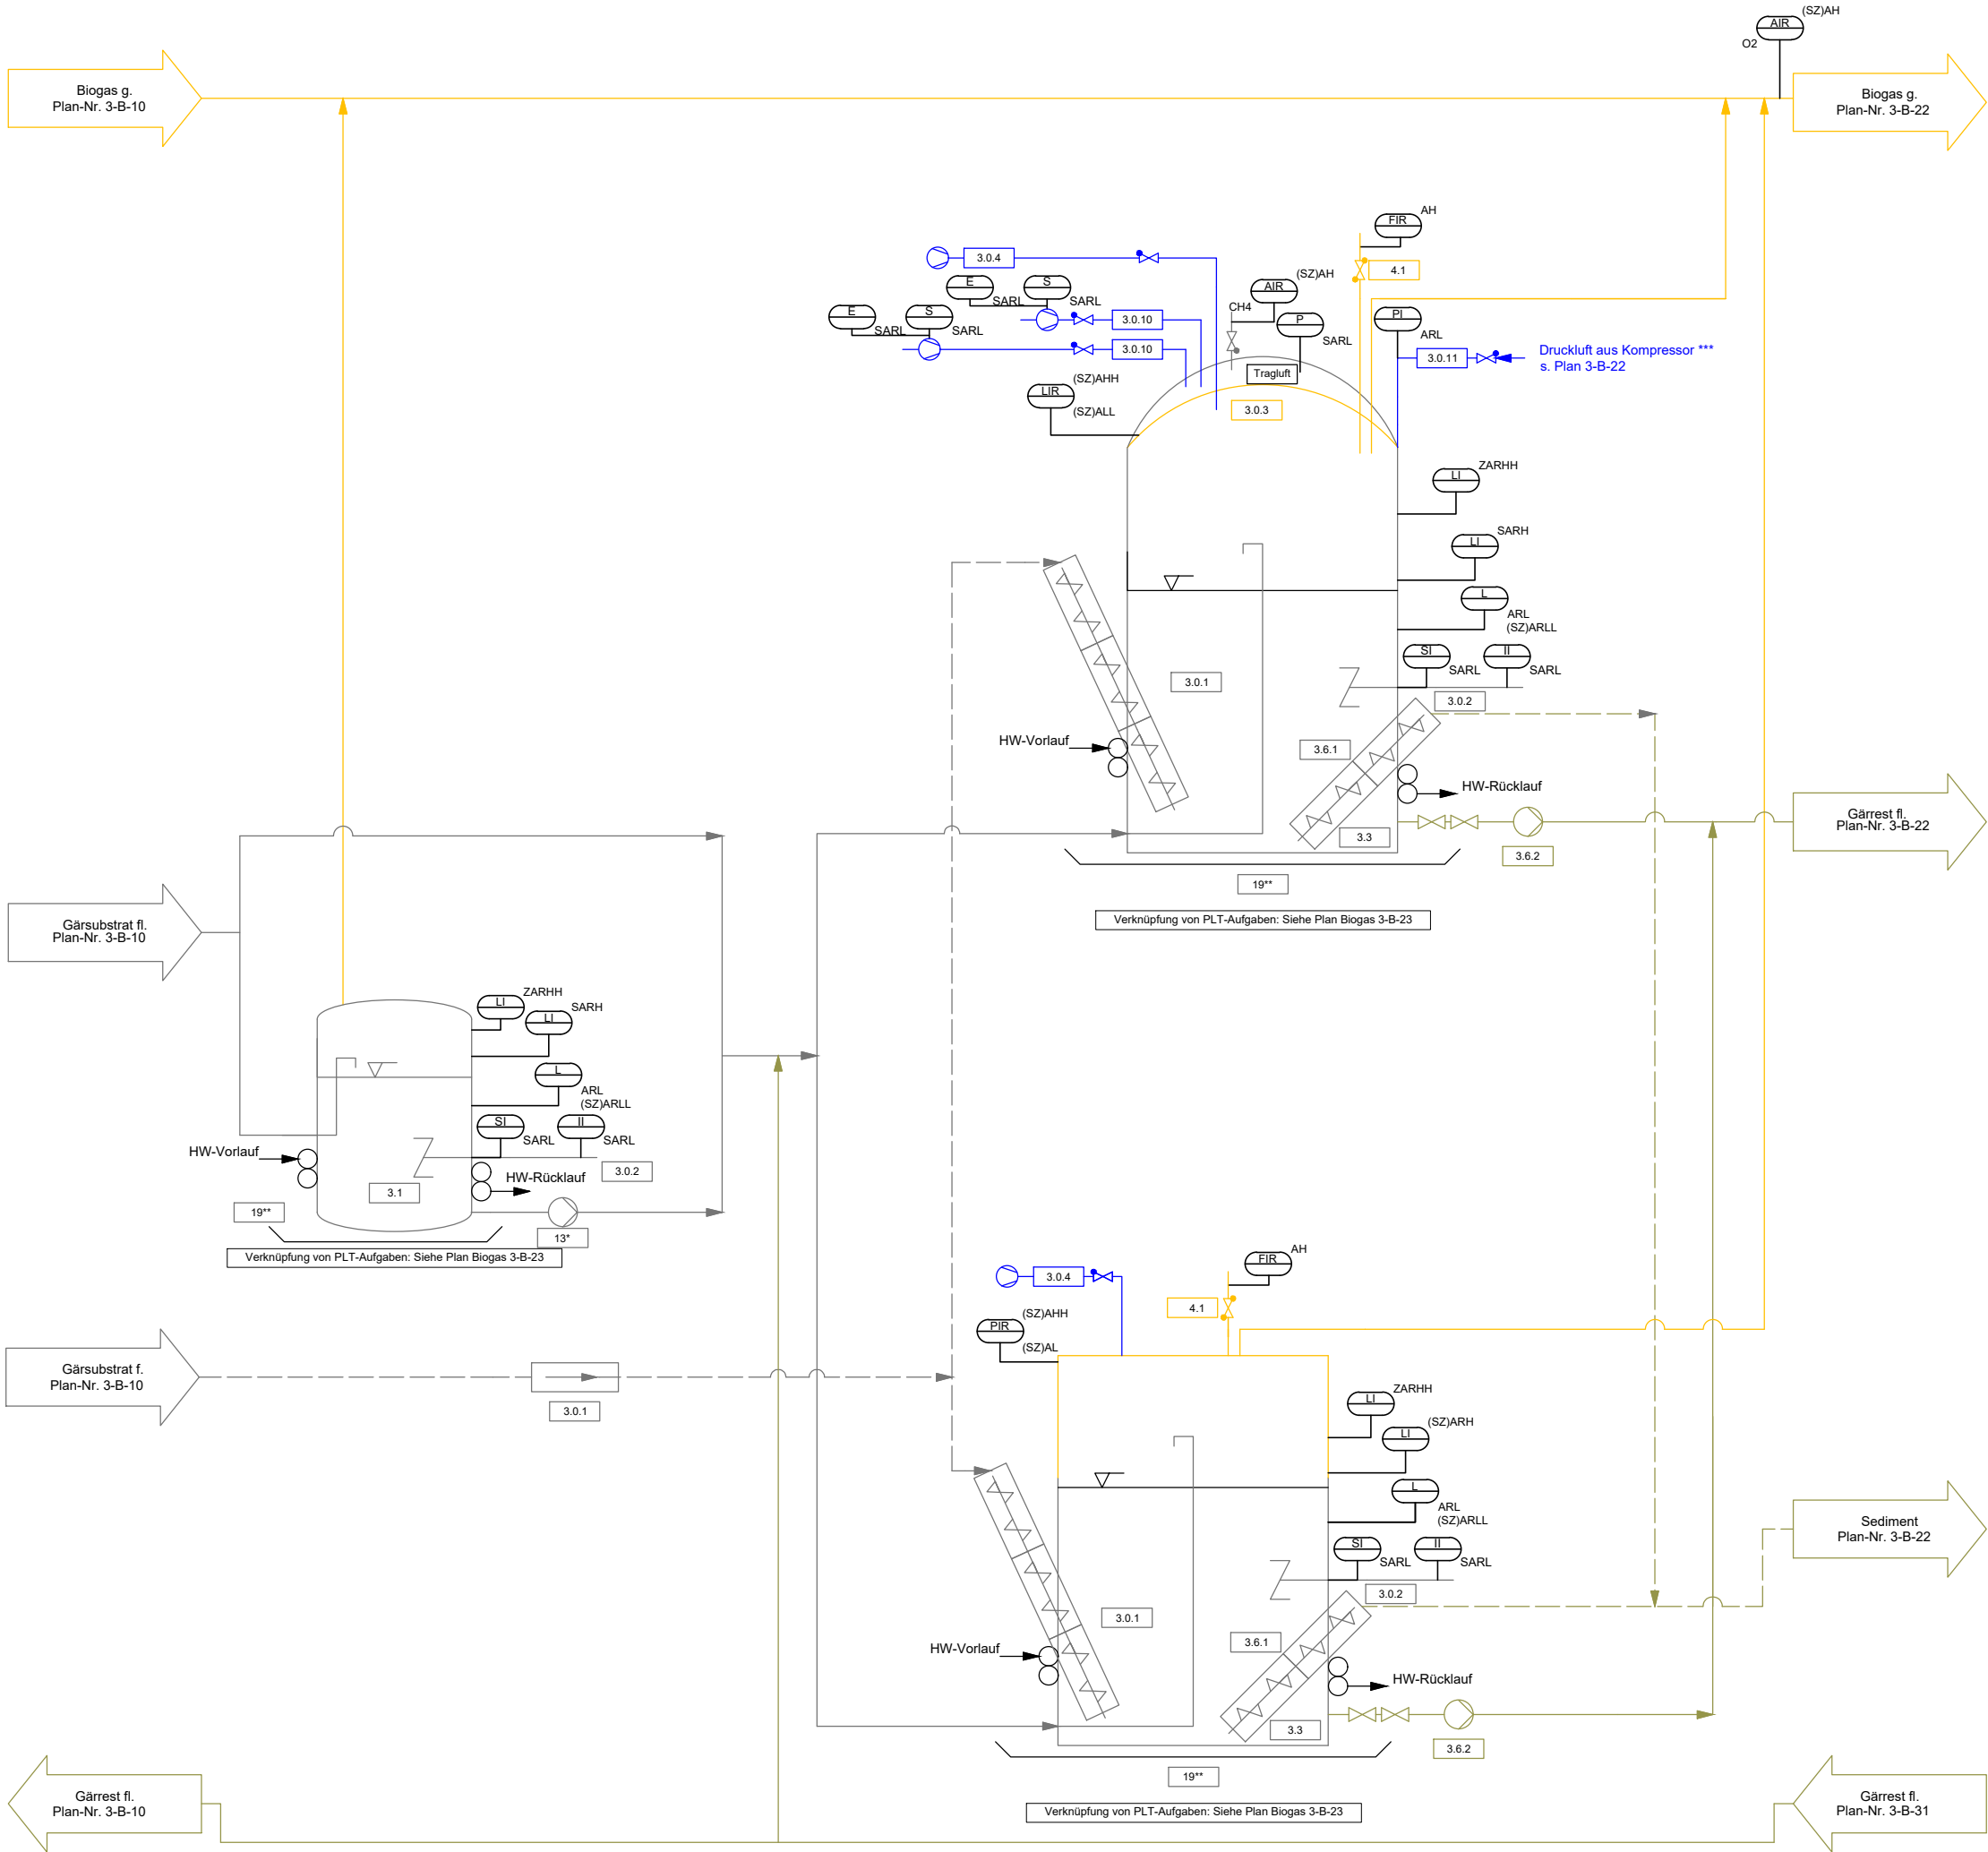 (SZ)AH
AIR
O2
Biogas g.
Plan-Nr. 3-B-10
Biogas g.
Plan-Nr. 3-B-22
AH
FIR
3.0.4
4.1
E
SARL
S
SARL
(SZ)AH
AIR
CH4
E
SARL
S
SARL
3.0.10
3.0.10
P
SARL
PI
ARL
3.0.11
Druckluft aus Kompressor ***
s. Plan 3-B-22
Tragluft
(SZ)AHH
LIR
(SZ)ALL
3.0.3
ZARHH
LI
SARH
LI
L
ARL
(SZ)ARLL
SI
SARL
II
SARL
3.0.1
3.0.2
HW-Vorlauf
3.6.1
HW-Rücklauf
3.3
3.6.2
Gärrest fl.
Plan-Nr. 3-B-22
19**
Verknüpfung von PLT-Aufgaben: Siehe Plan Biogas 3-B-23
Gärsubstrat fl.
Plan-Nr. 3-B-10
ZARHH
LI
SARH
LI
L
ARL
(SZ)ARLL
SI
SARL
II
SARL
HW-Vorlauf
3.0.2
HW-Rücklauf
3.1
19**
13*
Verknüpfung von PLT-Aufgaben: Siehe Plan Biogas 3-B-23
AH
FIR
3.0.4
4.1
(SZ)AHH
PIR
(SZ)AL
Gärsubstrat f.
Plan-Nr. 3-B-10
3.0.1
ZARHH
LI
(SZ)ARH
LI
L
ARL
(SZ)ARLL
SI
SARL
II
SARL
Sediment
Plan-Nr. 3-B-22
3.0.2
3.0.1
3.6.1
HW-Vorlauf
HW-Rücklauf
3.3
3.6.2
19**
Verknüpfung von PLT-Aufgaben: Siehe Plan Biogas 3-B-23
Gärrest fl.
Plan-Nr. 3-B-10
Gärrest fl.
Plan-Nr. 3-B-31